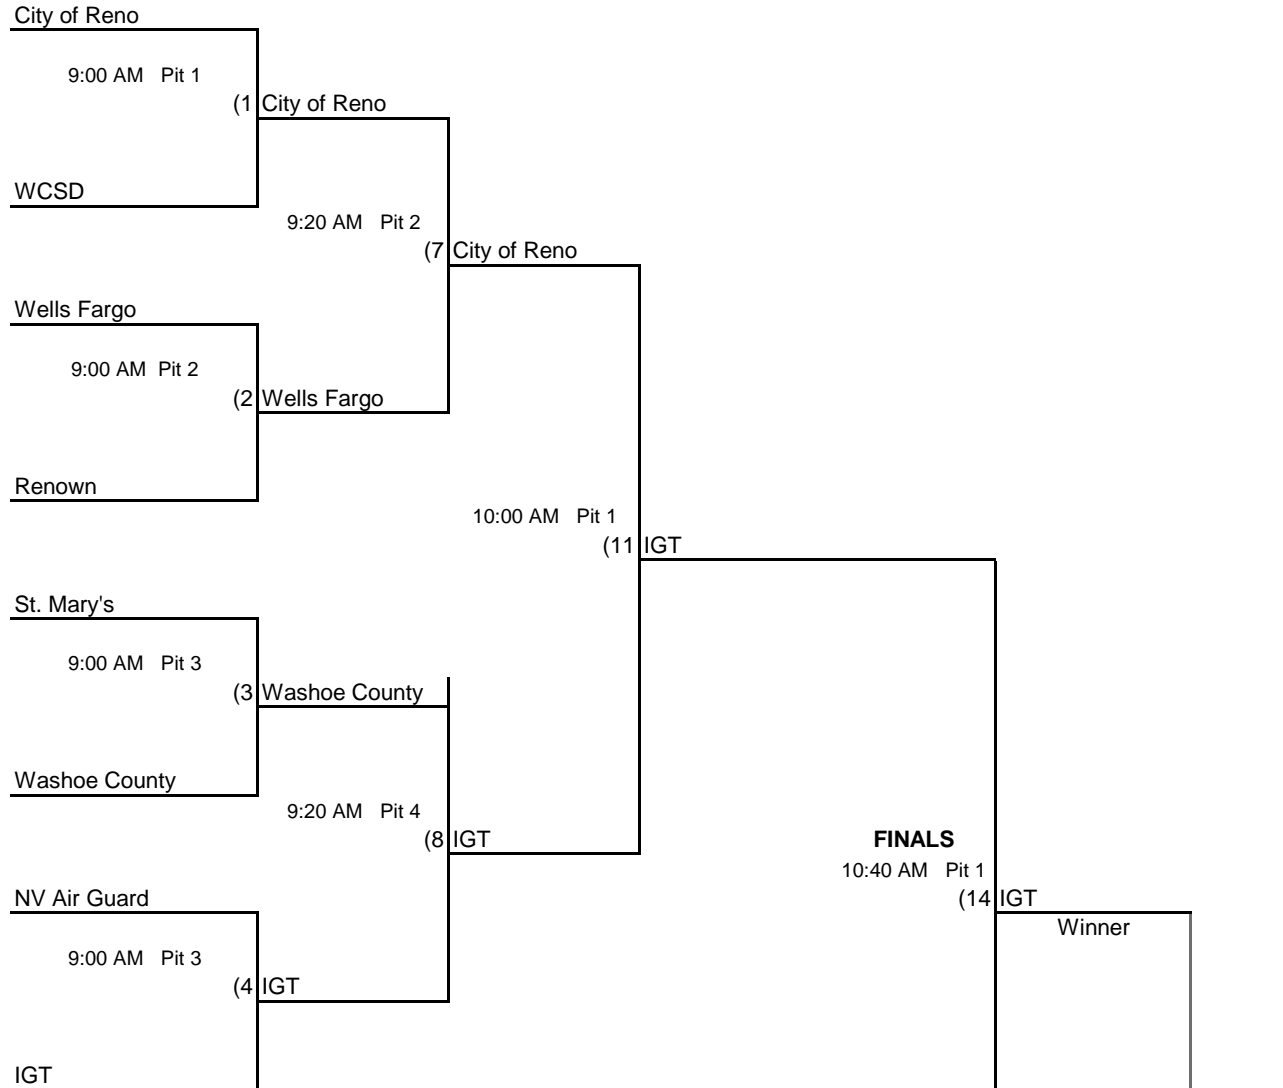 City of Reno
9:00 AM Pit 1
(1 City of Reno
WCSD
9:20 AM Pit 2
(7 City of Reno
Wells Fargo
9:00 AM Pit 2
(2 Wells Fargo
Renown
10:00 AM Pit 1
(11 IGT
St. Mary's
9:00 AM Pit 3
(3 Washoe County
Washoe County
9:20 AM Pit 4
(8 IGT
FINALS
10:40 AM Pit 1
(14 IGT
Winner
NV Air Guard
9:00 AM Pit 3
(4 IGT
IGT